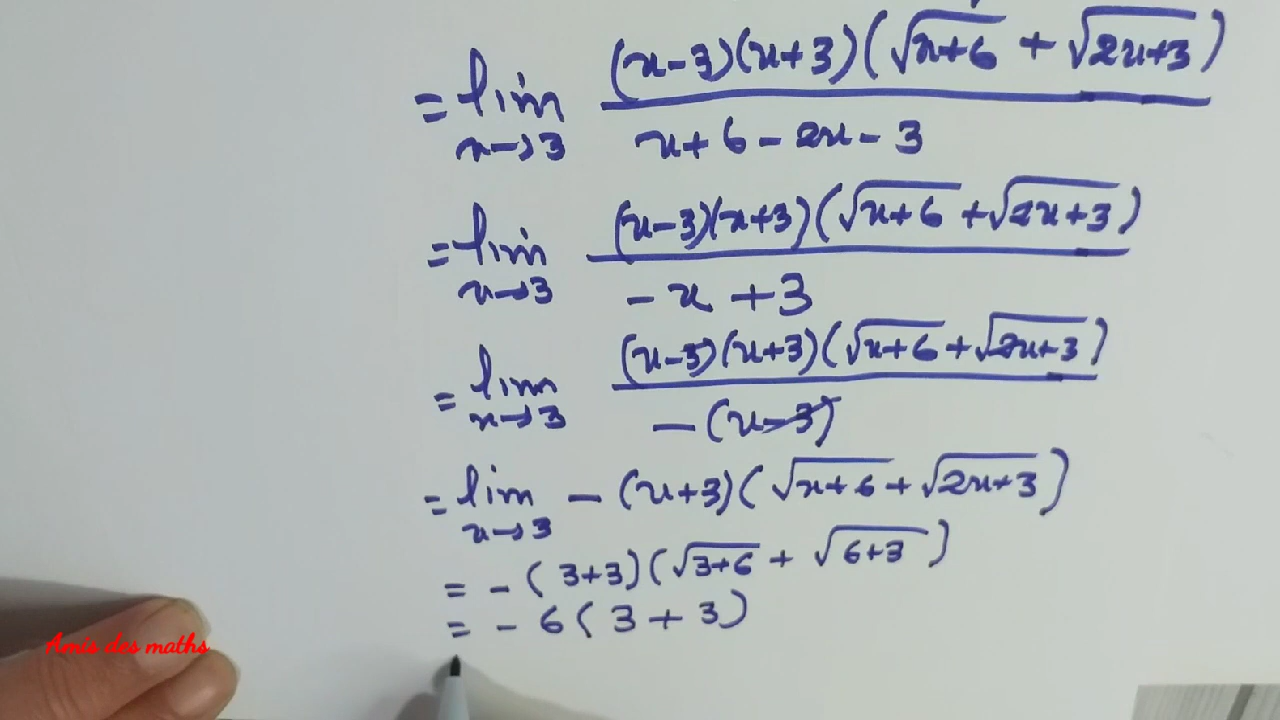 = lim x→3 (x-3)(x+3)(√x+6 + √2x+3) / x+6-2x-3
= lim x→3 (x-3)(x+3)(√x+6 + √2x+3) / -x+3
= lim x→3 (x-3)(x+3)(√x+6 + √2x+3) / -(x-3)
= lim x→3 -(x+3)(√x+6 + √2x+3)
= -(3+3)(√3+6 + √6+3)
= -6(3+3)
Amis des maths